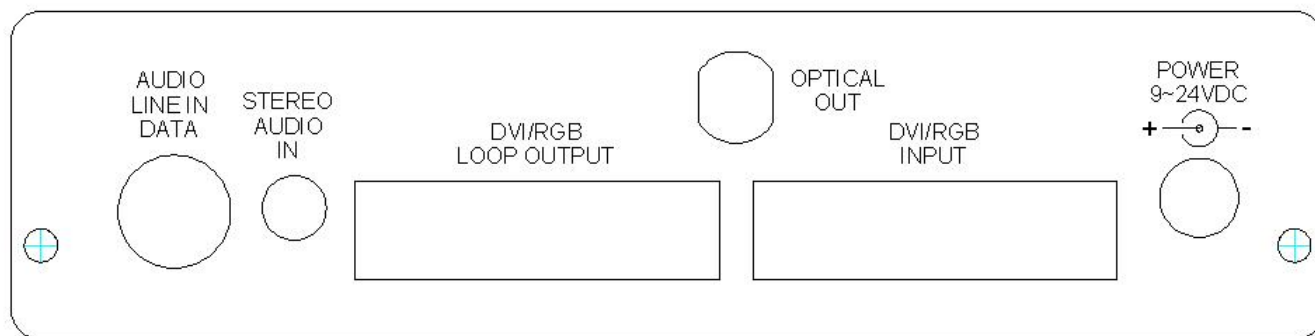 AUDIO
LINE IN
DATA
STEREO
AUDIO
IN
DVI/RGB
LOOP OUTPUT
OPTICAL
OUT
DVI/RGB
INPUT
POWER
9~24VDC
+ -